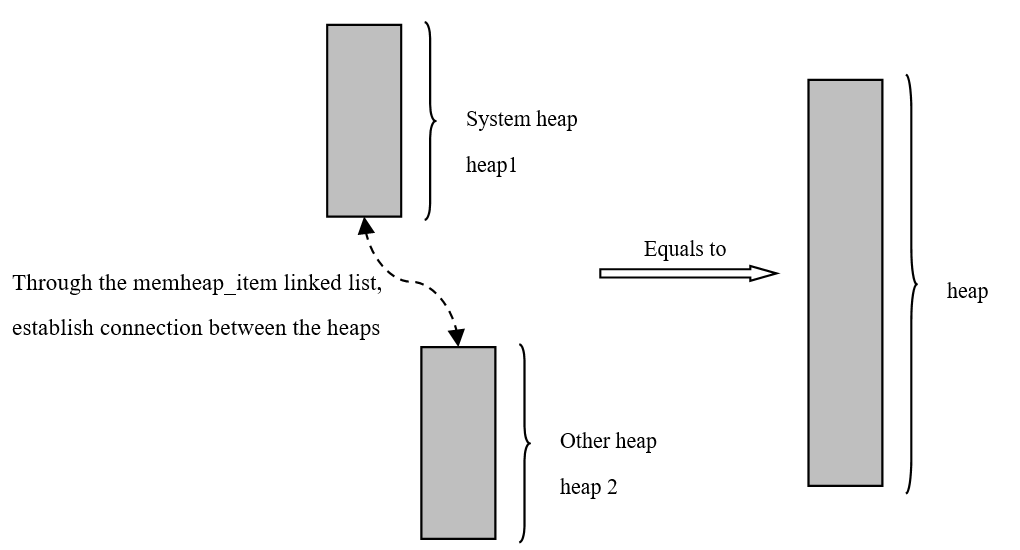 System heap
heap1
Equals to
Through the memheap_item linked list,
establish connection between the heaps
heap
Other heap
heap 2